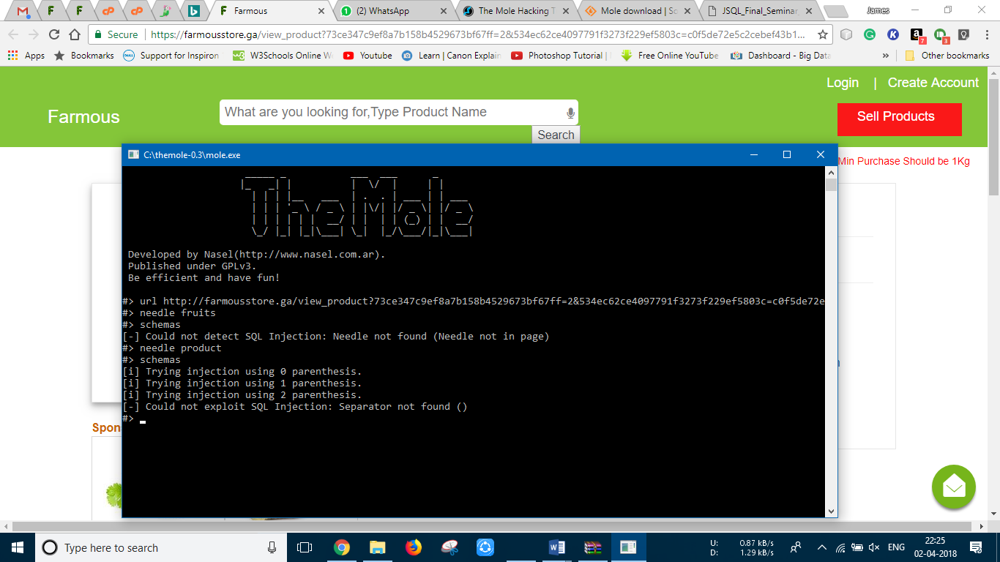 Farmous
(2) WhatsApp
The Mole Hacking T
Mole download | So
JSQL_Final_Seminar
James
Secure
https://farmousstore.ga/view_product?73ce347c9ef8a7b158b4529673bf67ff=2&534ec62ce4097791f3273f229ef5803c=c0f5de72e5c2cebef43b1...
7
3
Apps
Bookmarks
Support for Inspiron
W3Schools Online W
Youtube
Learn | Canon Explain
Photoshop Tutorial |
Free Online YouTube
Dashboard - Big Data
»
Other bookmarks
Login | Create Account
Farmous
What are you looking for,Type Product Name
Sell Products
Search
Min Purchase Should be 1Kg
C:\themole-0.3\mole.exe
TheMole
Developed by Nasel(http://www.nasel.com.ar).
Published under GPLv3.
Be efficient and have fun!
#> url http://farmousstore.ga/view_product?73ce347c9ef8a7b158b4529673bf67ff=2&534ec62ce4097791f3273f229ef5803c=c0f5de72e
#> needle fruits
#> schemas
[-] Could not detect SQL Injection: Needle not found (Needle not in page)
#> needle product
#> schemas
[i] Trying injection using 0 parenthesis.
[i] Trying injection using 1 parenthesis.
[i] Trying injection using 2 parenthesis.
[-] Could not exploit SQL Injection: Separator not found ()
#>
Spon
Type here to search
U: 0.87 kB/s
D: 1.29 kB/s
ENG
22:25
02-04-2018